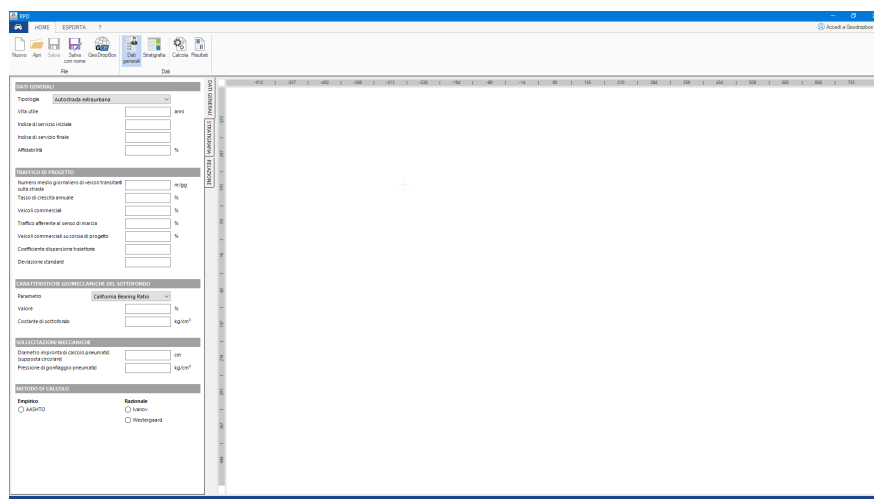 RPD
HOME ESPORTA ?
Accedi a Geodropbox
Nuovo Apri Salva Salva con nome GeoDropBox Dati generali Stratigrafia Calcola Risultati
File Dati
DATI GENERALI
Tipologia Autostrada extraurbana
Vita utile anni
Indice di servizio iniziale
Indice di servizio finale
Affidabilità %
TRAFFICO DI PROGETTO
Numero medio giornaliero di veicoli transitanti
sulla strada m/gg
Tasso di crescita annuale %
Veicoli commerciali %
Traffico afferente al senso di marcia %
Veicoli commerciali su corsia di progetto %
Coefficiente dispersione traiettorie
Deviazione standard
CARATTERISTICHE GEOMECCANICHE DEL SOTTOFONDO
Parametro California Bearing Ratio
Valore %
Costante di sottofondo kg/cm³
SOLLECITAZIONI MECCANICHE
Diametro impronta di calcolo pneumatici
(supposta circolare) cm
Pressione di gonfiaggio pneumatici kg/cm²
METODO DI CALCOLO
Empirico Razionale
AASHTO Ivanov
Westergaard
DATI GENERALI
STRATIGRAFIA
RELAZIONE